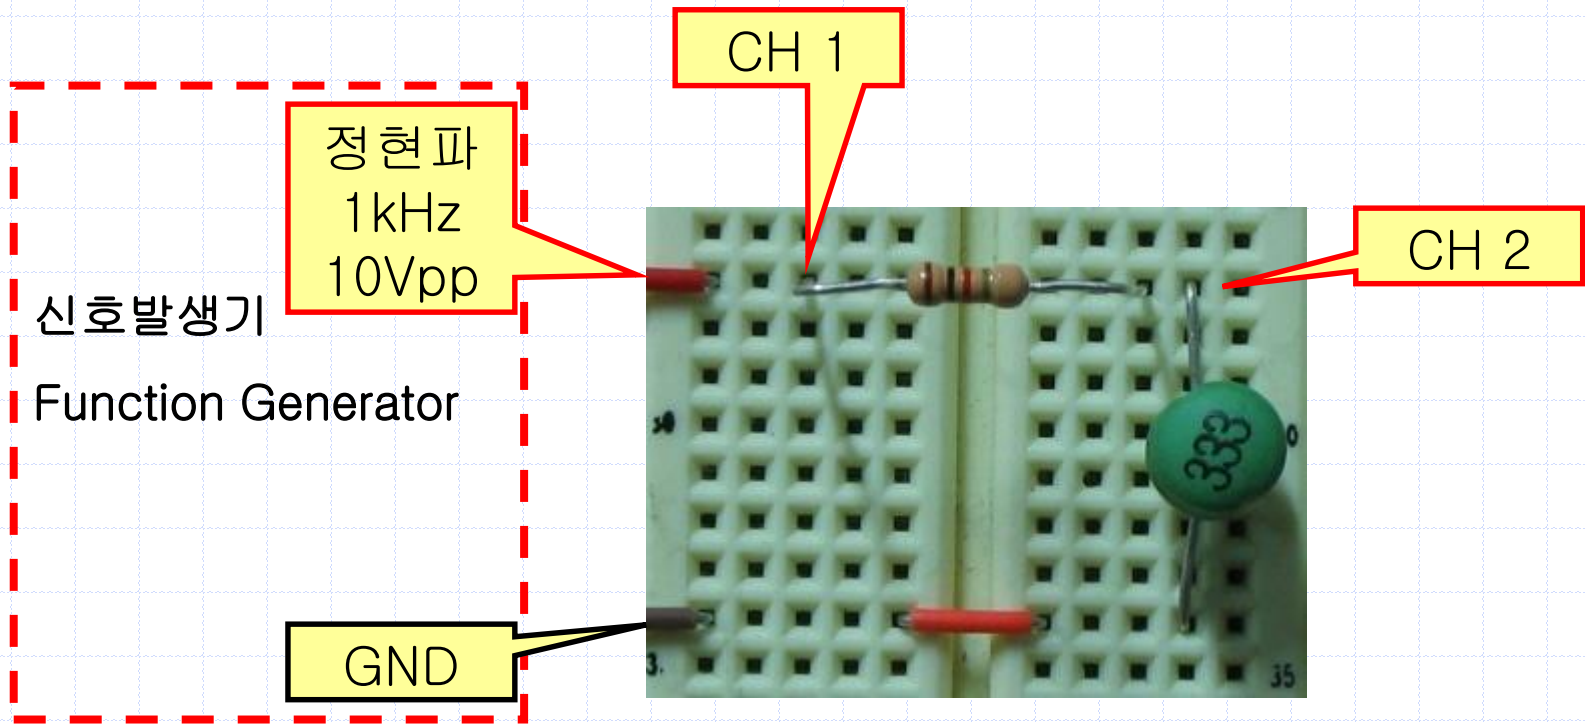 CH 1
정현파
1kHz
10Vpp
CH 2
신호발생기
Function Generator
333
GND
3.
35